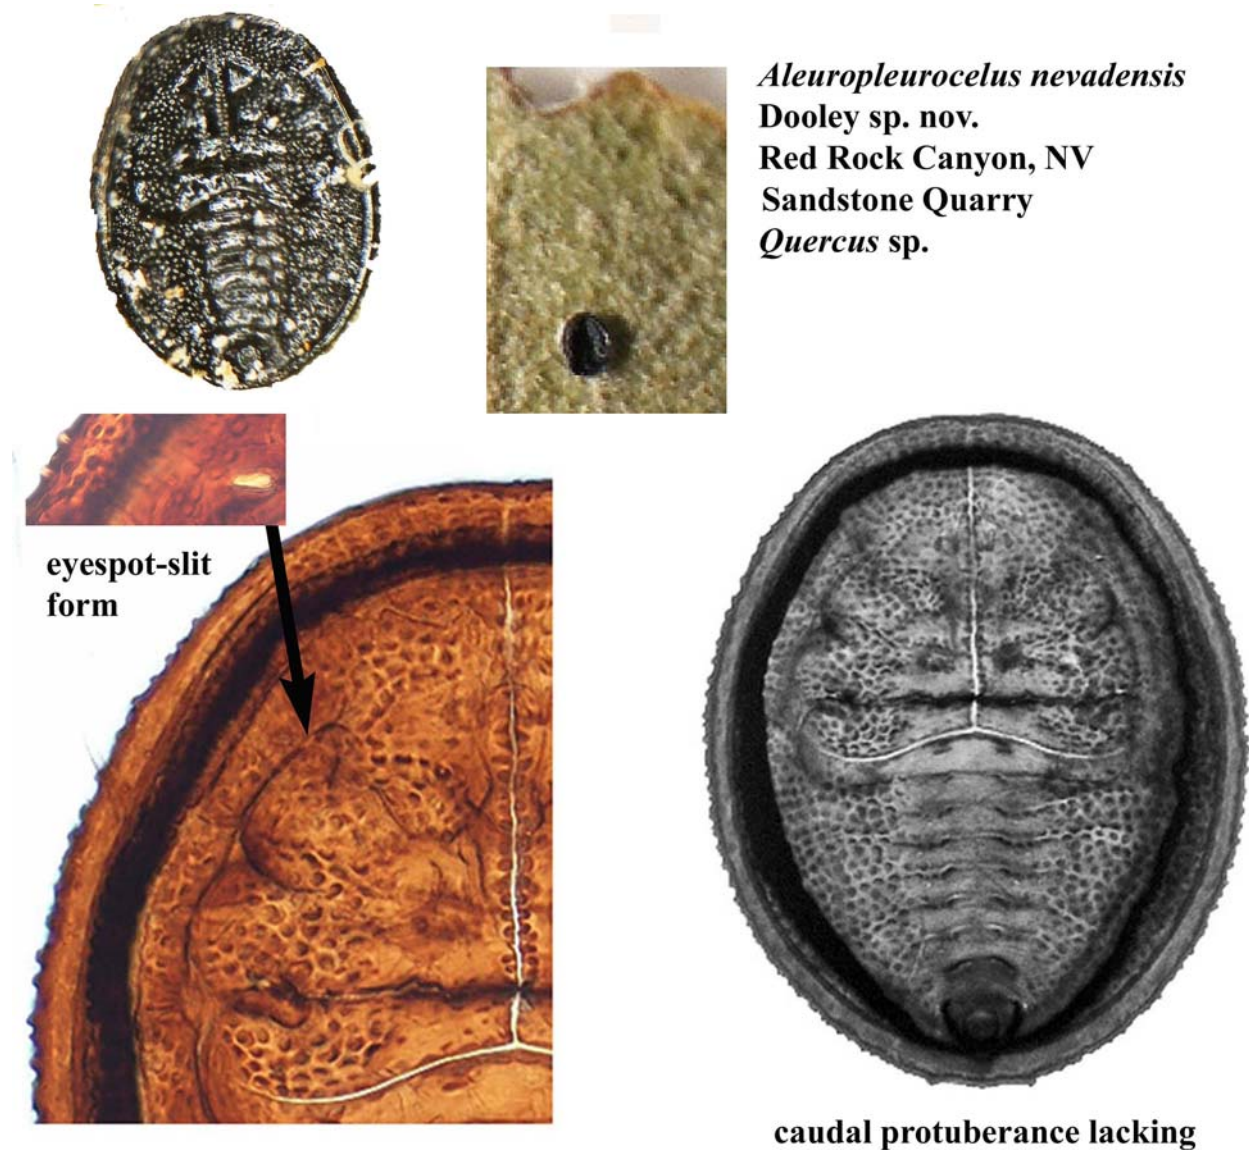 Aleuropleurocelus nevadensis
Dooley sp. nov.
Red Rock Canyon, NV
Sandstone Quarry
Quercus sp.
eyespot-slit
form
caudal protuberance lacking